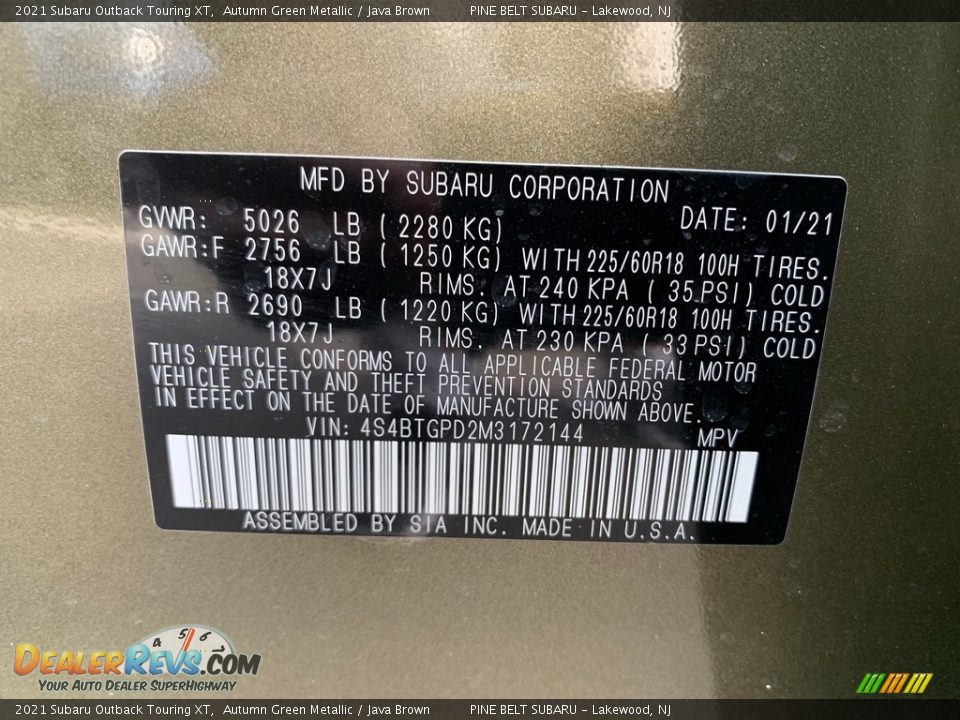 2021 Subaru Outback Touring XT, Autumn Green Metallic / Java Brown PINE BELT SUBARU - Lakewood, NJ
MFD BY SUBARU CORPORATION
GVWR: 5026 LB ( 2280 KG) DATE: 01/21
GAWR:F 2756 LB ( 1250 KG) WITH 225/60R18 100H TIRES.
18X7J RIMS. AT 240 KPA ( 35 PSI) COLD
GAWR:R 2690 LB ( 1220 KG) WITH 225/60R18 100H TIRES.
18X7J RIMS. AT 230 KPA ( 33 PSI) COLD
THIS VEHICLE CONFORMS TO ALL APPLICABLE FEDERAL MOTOR
VEHICLE SAFETY AND THEFT PREVENTION STANDARDS
IN EFFECT ON THE DATE OF MANUFACTURE SHOWN ABOVE.
VIN: 4S4BTGPD2M3172144 MPV
ASSEMBLED BY SIA INC. MADE IN U.S.A.
4 5 6 7
DEALERREVS.COM
YOUR AUTO DEALER SUPERHIGHWAY
2021 Subaru Outback Touring XT, Autumn Green Metallic / Java Brown PINE BELT SUBARU - Lakewood, NJ